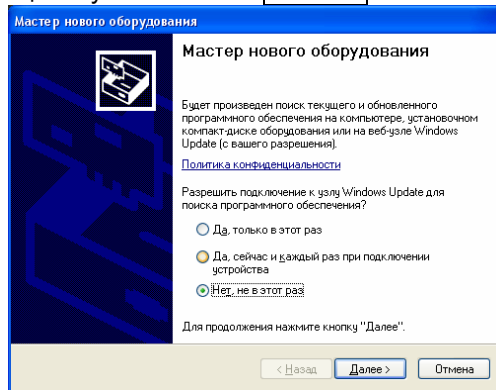 Мастер нового оборудования
Мастер нового оборудования
Будет произведен поиск текущего и обновленного
программного обеспечения на компьютере, установочном
компакт-диске оборудования или на веб-узле Windows
Update (с вашего разрешения).
Политика конфиденциальности
Разрешить подключение к узлу Windows Update для
поиска программного обеспечения?
Да, только в этот раз
Да, сейчас и каждый раз при подключении
устройства
Нет, не в этот раз
Для продолжения нажмите кнопку "Далее".
< Назад Далее > Отмена